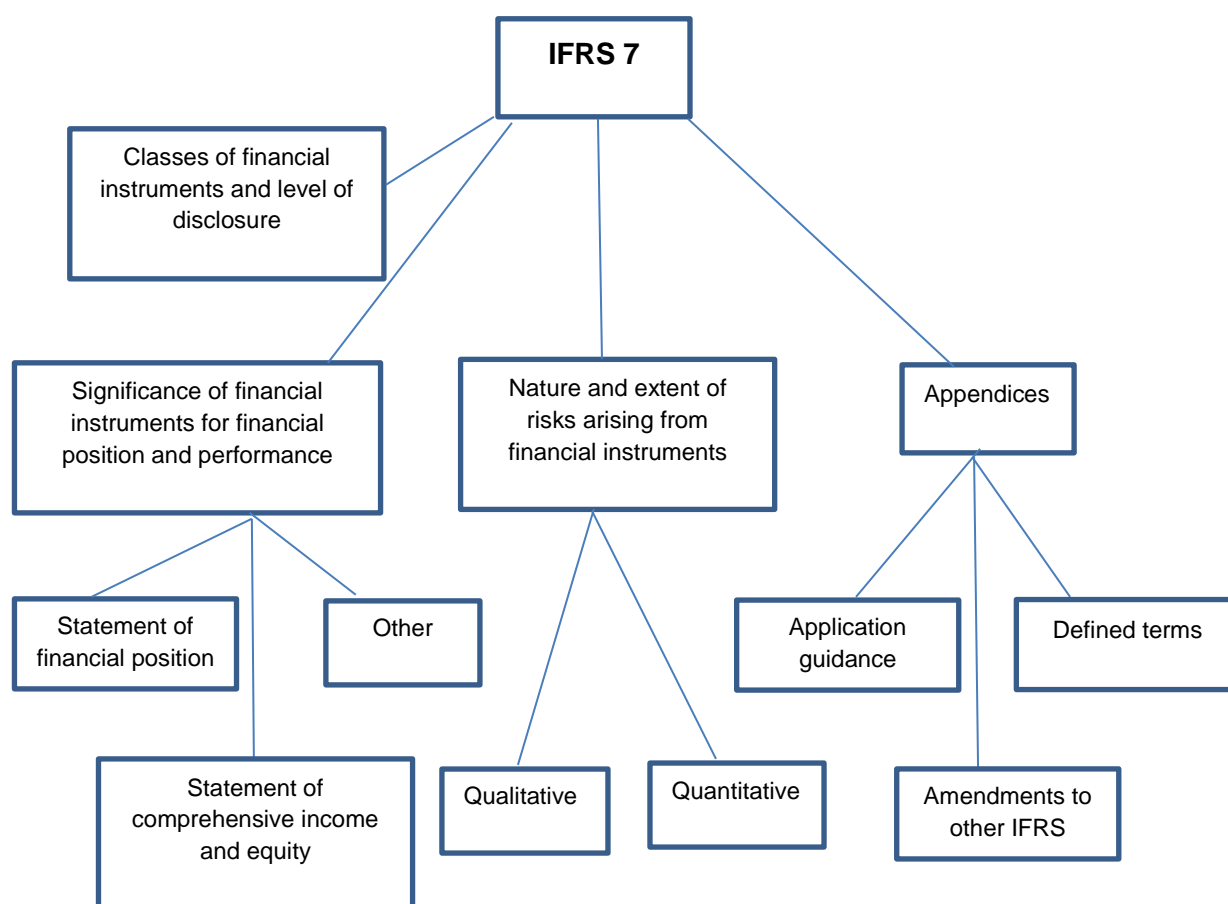 IFRS 7
Classes of financial
instruments and level of
disclosure
Significance of financial
instruments for financial
position and performance
Nature and extent of
risks arising from
financial instruments
Appendices
Statement of
financial position
Other
Application
guidance
Defined terms
Statement of
comprehensive income
and equity
Qualitative
Quantitative
Amendments to
other IFRS